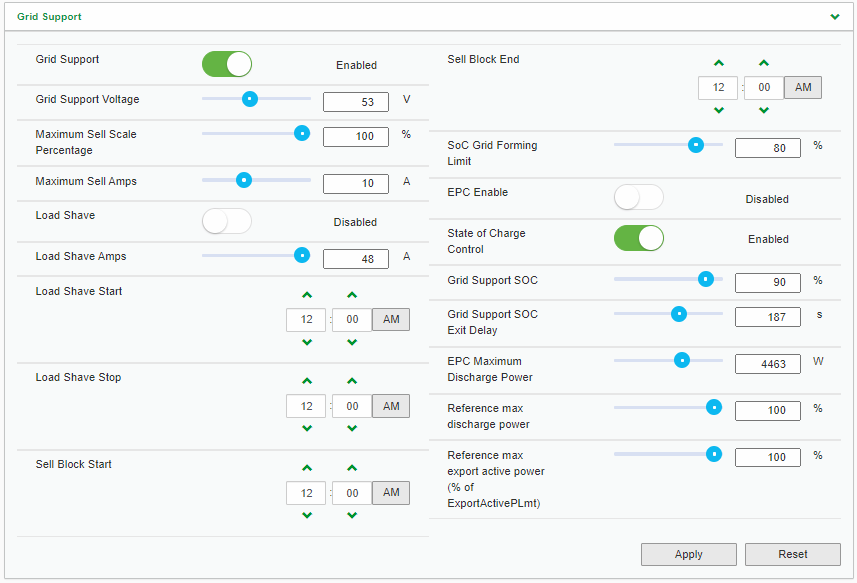 Grid Support
Grid Support
Enabled
Grid Support Voltage
53
V
Maximum Sell Scale
Percentage
100
%
Maximum Sell Amps
10
A
Load Shave
Disabled
Load Shave Amps
48
A
Load Shave Start
12 : 00 AM
Load Shave Stop
12 : 00 AM
Sell Block Start
12 : 00 AM
Sell Block End
12 : 00 AM
SoC Grid Forming
Limit
80
%
EPC Enable
Disabled
State of Charge
Control
Enabled
Grid Support SOC
90
%
Grid Support SOC
Exit Delay
187
s
EPC Maximum
Discharge Power
4463
W
Reference max
discharge power
100
%
Reference max
export active power
(% of
ExportActivePLmt)
100
%
Apply
Reset